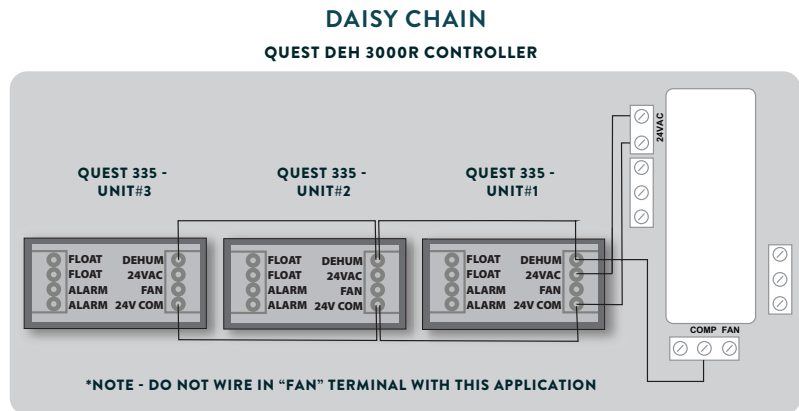 DAISY CHAIN
QUEST DEH 3000R CONTROLLER
24VAC
QUEST 335 -
UNIT#3
QUEST 335 -
UNIT#2
QUEST 335 -
UNIT#1
FLOAT DEHUM
FLOAT 24VAC
ALARM FAN
ALARM 24V COM
FLOAT DEHUM
FLOAT 24VAC
ALARM FAN
ALARM 24V COM
FLOAT DEHUM
FLOAT 24VAC
ALARM FAN
ALARM 24V COM
COMP FAN
*NOTE - DO NOT WIRE IN “FAN” TERMINAL WITH THIS APPLICATION